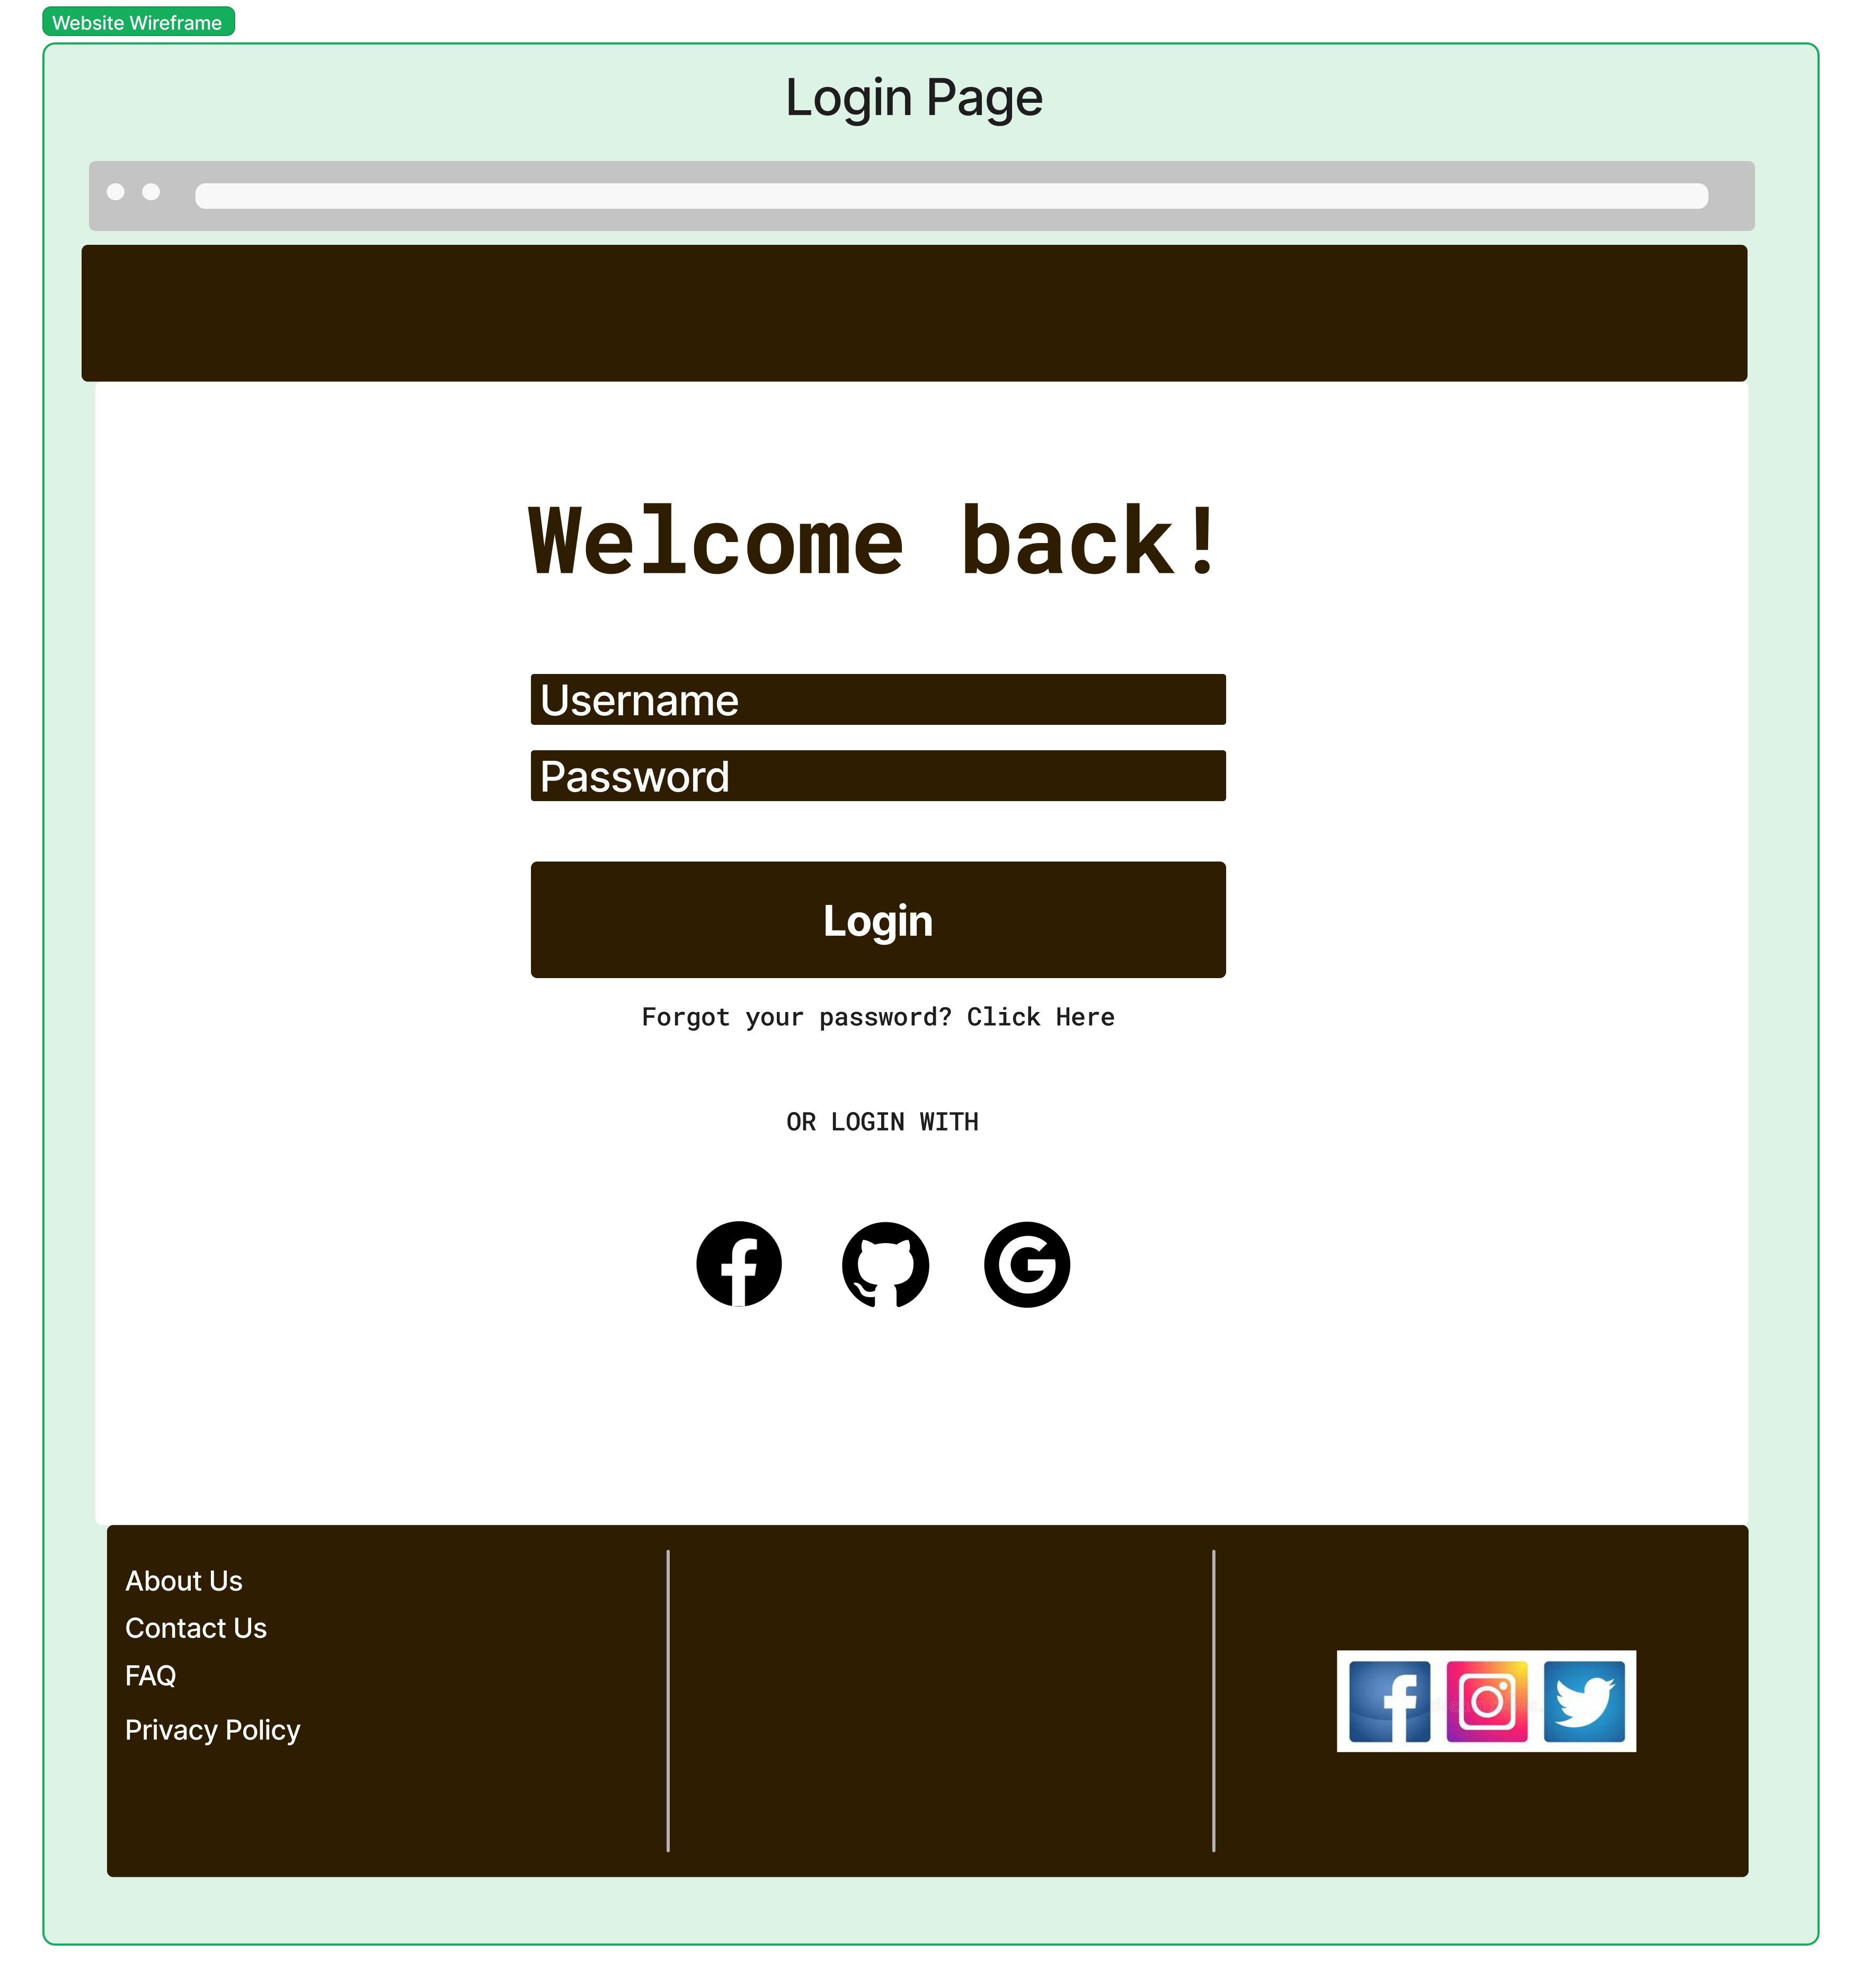 Website Wireframe
Login Page
Welcome back!
Username
Password
Login
Forgot your password? Click Here
OR LOGIN WITH
About Us
Contact Us
FAQ
Privacy Policy